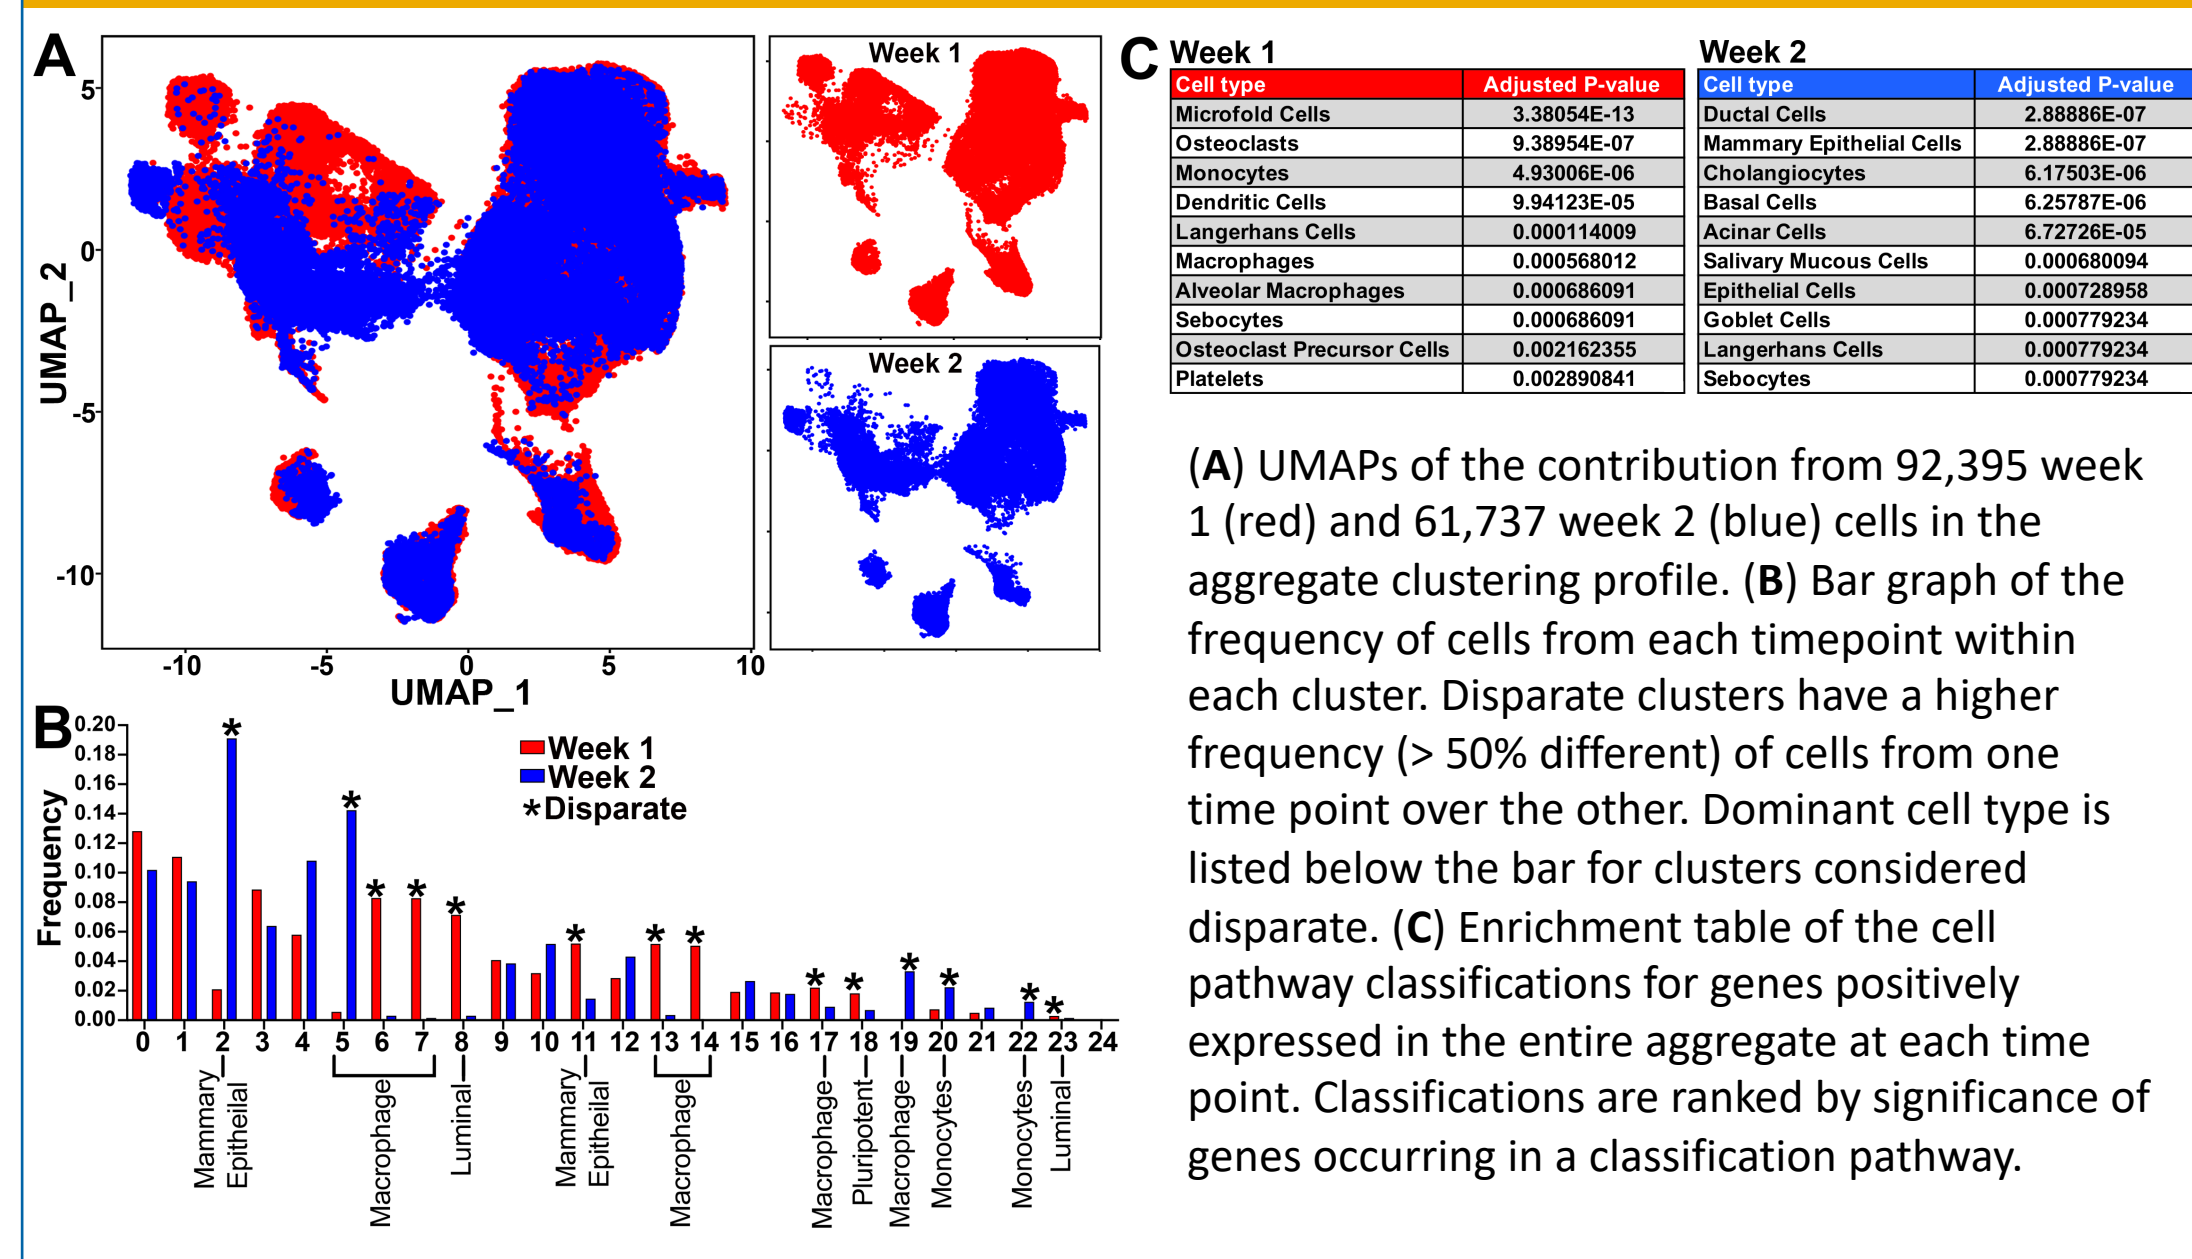 A
Week 1
Week 2
5
0
-5
-10
UMAP_2
-10
-5
0
5
10
UMAP_1
B
0.20
0.18
0.16
0.14
0.12
0.10
0.08
0.06
0.04
0.02
0.00
Frequency
Week 1
Week 2
*Disparate
* * * * * * * * * * * * * *
0 1 2 3 4 5 6 7 8 9 10 11 12 13 14 15 16 17 18 19 20 21 22 23 24
Mammary
Epitheilal
Macrophage
Luminal
Mammary
Epitheilal
Macrophage
Macrophage
Pluripotent
Macrophage
Monocytes
Monocytes
Luminal
C
Week 1
Cell type Adjusted P-value
Microfold Cells 3.38054E-13
Osteoclasts 9.38954E-07
Monocytes 4.93006E-06
Dendritic Cells 9.94123E-05
Langerhans Cells 0.000114009
Macrophages 0.000568012
Alveolar Macrophages 0.000686091
Sebocytes 0.000686091
Osteoclast Precursor Cells 0.002162355
Platelets 0.002890841
Week 2
Cell type Adjusted P-value
Ductal Cells 2.88886E-07
Mammary Epithelial Cells 2.88886E-07
Cholangiocytes 6.17503E-06
Basal Cells 6.25787E-06
Acinar Cells 6.72726E-05
Salivary Mucous Cells 0.000680094
Epithelial Cells 0.000728958
Goblet Cells 0.000779234
Langerhans Cells 0.000779234
Sebocytes 0.000779234
(A) UMAPs of the contribution from 92,395 week
1 (red) and 61,737 week 2 (blue) cells in the
aggregate clustering profile. (B) Bar graph of the
frequency of cells from each timepoint within
each cluster. Disparate clusters have a higher
frequency (> 50% different) of cells from one
time point over the other. Dominant cell type is
listed below the bar for clusters considered
disparate. (C) Enrichment table of the cell
pathway classifications for genes positively
expressed in the entire aggregate at each time
point. Classifications are ranked by significance of
genes occurring in a classification pathway.